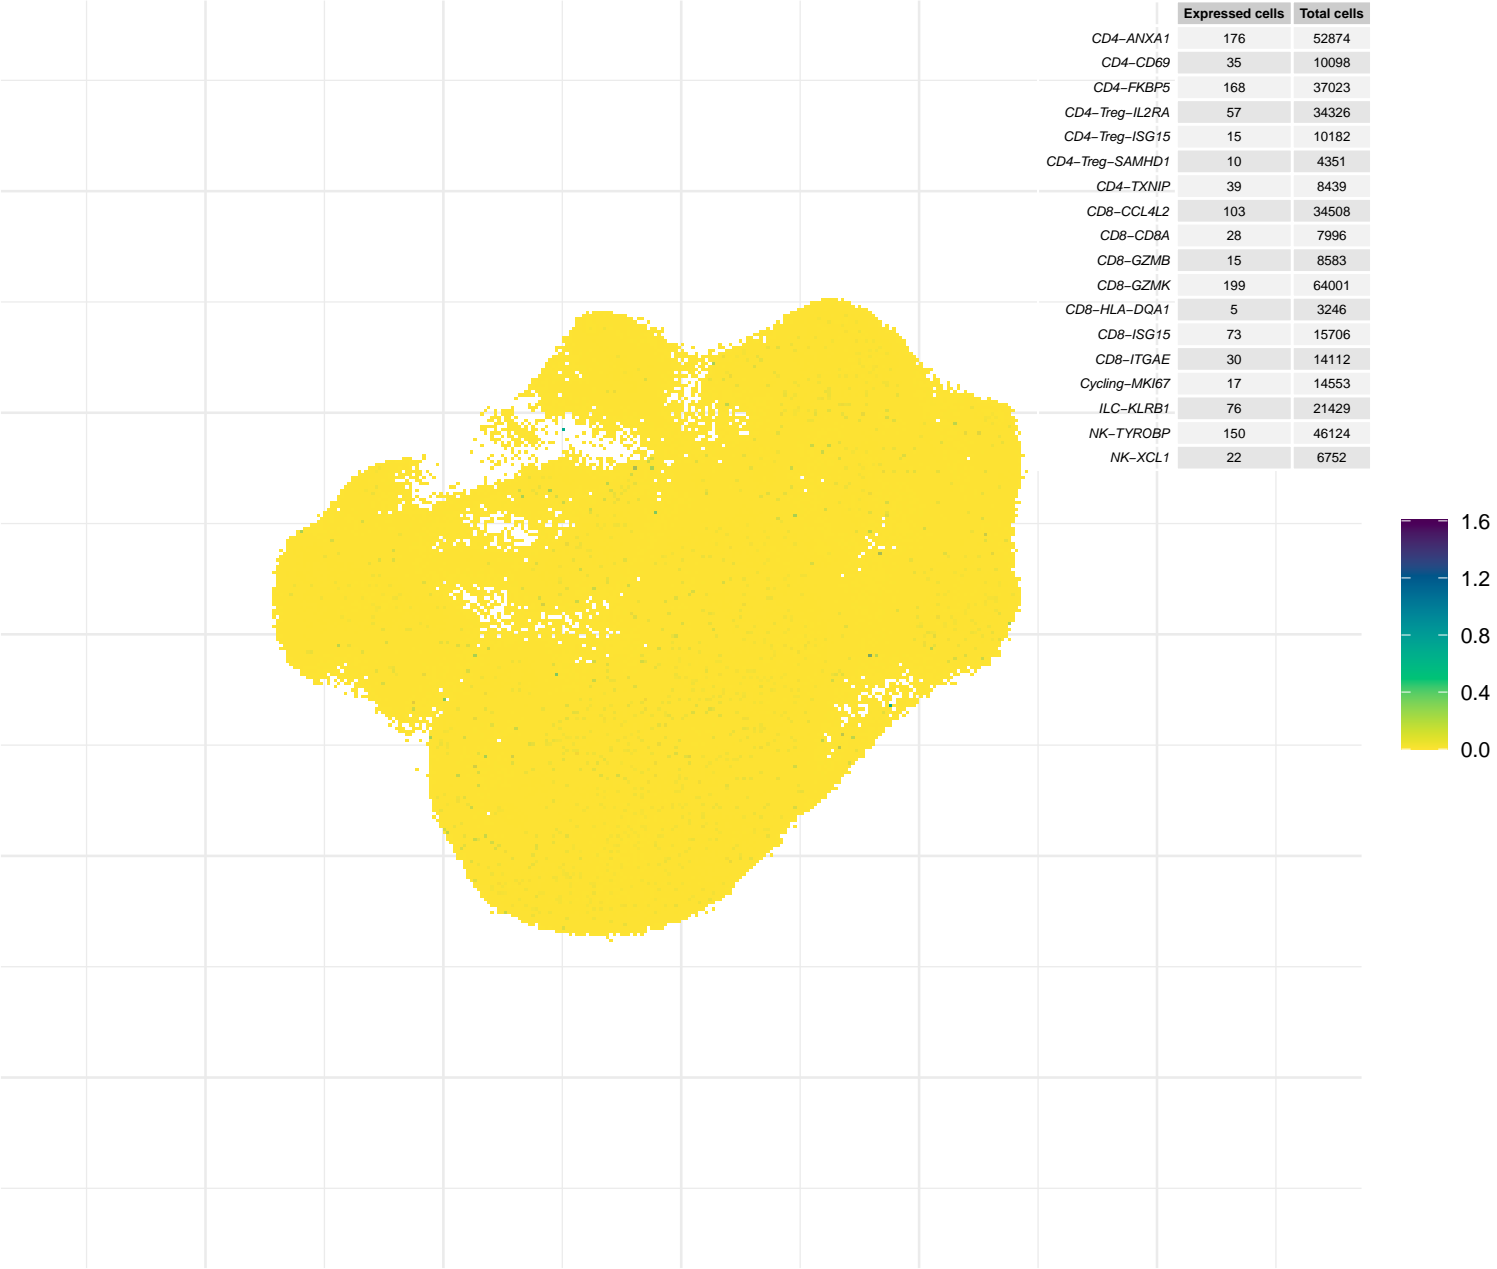 Expressed cells Total cells
CD4−ANXA1 176 52874
CD4−CD69 35 10098
CD4−FKBP5 168 37023
CD4−Treg−IL2RA 57 34326
CD4−Treg−ISG15 15 10182
CD4−Treg−SAMHD1 10 4351
CD4−TXNIP 39 8439
CD8−CCL4L2 103 34508
CD8−CD8A 28 7996
CD8−GZMB 15 8583
CD8−GZMK 199 64001
CD8−HLA−DQA1 5 3246
CD8−ISG15 73 15706
CD8−ITGAE 30 14112
Cycling−MKI67 17 14553
ILC−KLRB1 76 21429
NK−TYROBP 150 46124
NK−XCL1 22 6752
1.6
1.2
0.8
0.4
0.0